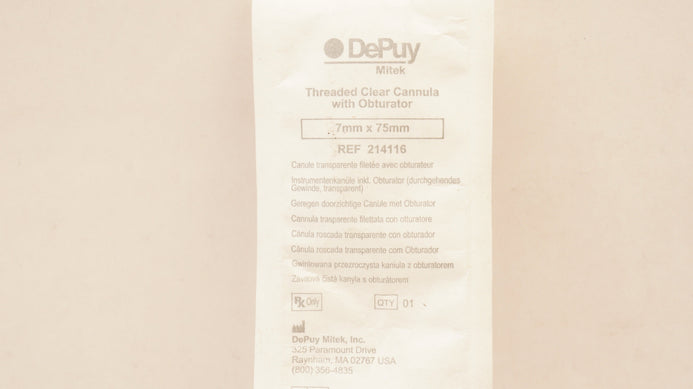 DePuy
Mitek
Threaded Clear Cannula
with Obturator
7mm x 75mm
REF 214116
Canule transparente filetée avec obturateur
Instrumentenkanüle inkl. Obturator (durchgehendes
Gewinde, transparent)
Geregen doorzichtige Canule met Obturator
Cannula trasparente filettata con otturatore
Cánula roscada transparente con obturador
Cânula roscada transparente com Obturador
Gwintowana przezroczysta kaniula z obturatorem
Závitová čistá kanyla s obturátorem
Rx Only
QTY 01
DePuy Mitek, Inc.
325 Paramount Drive
Raynham, MA 02767 USA
(800) 356-4835